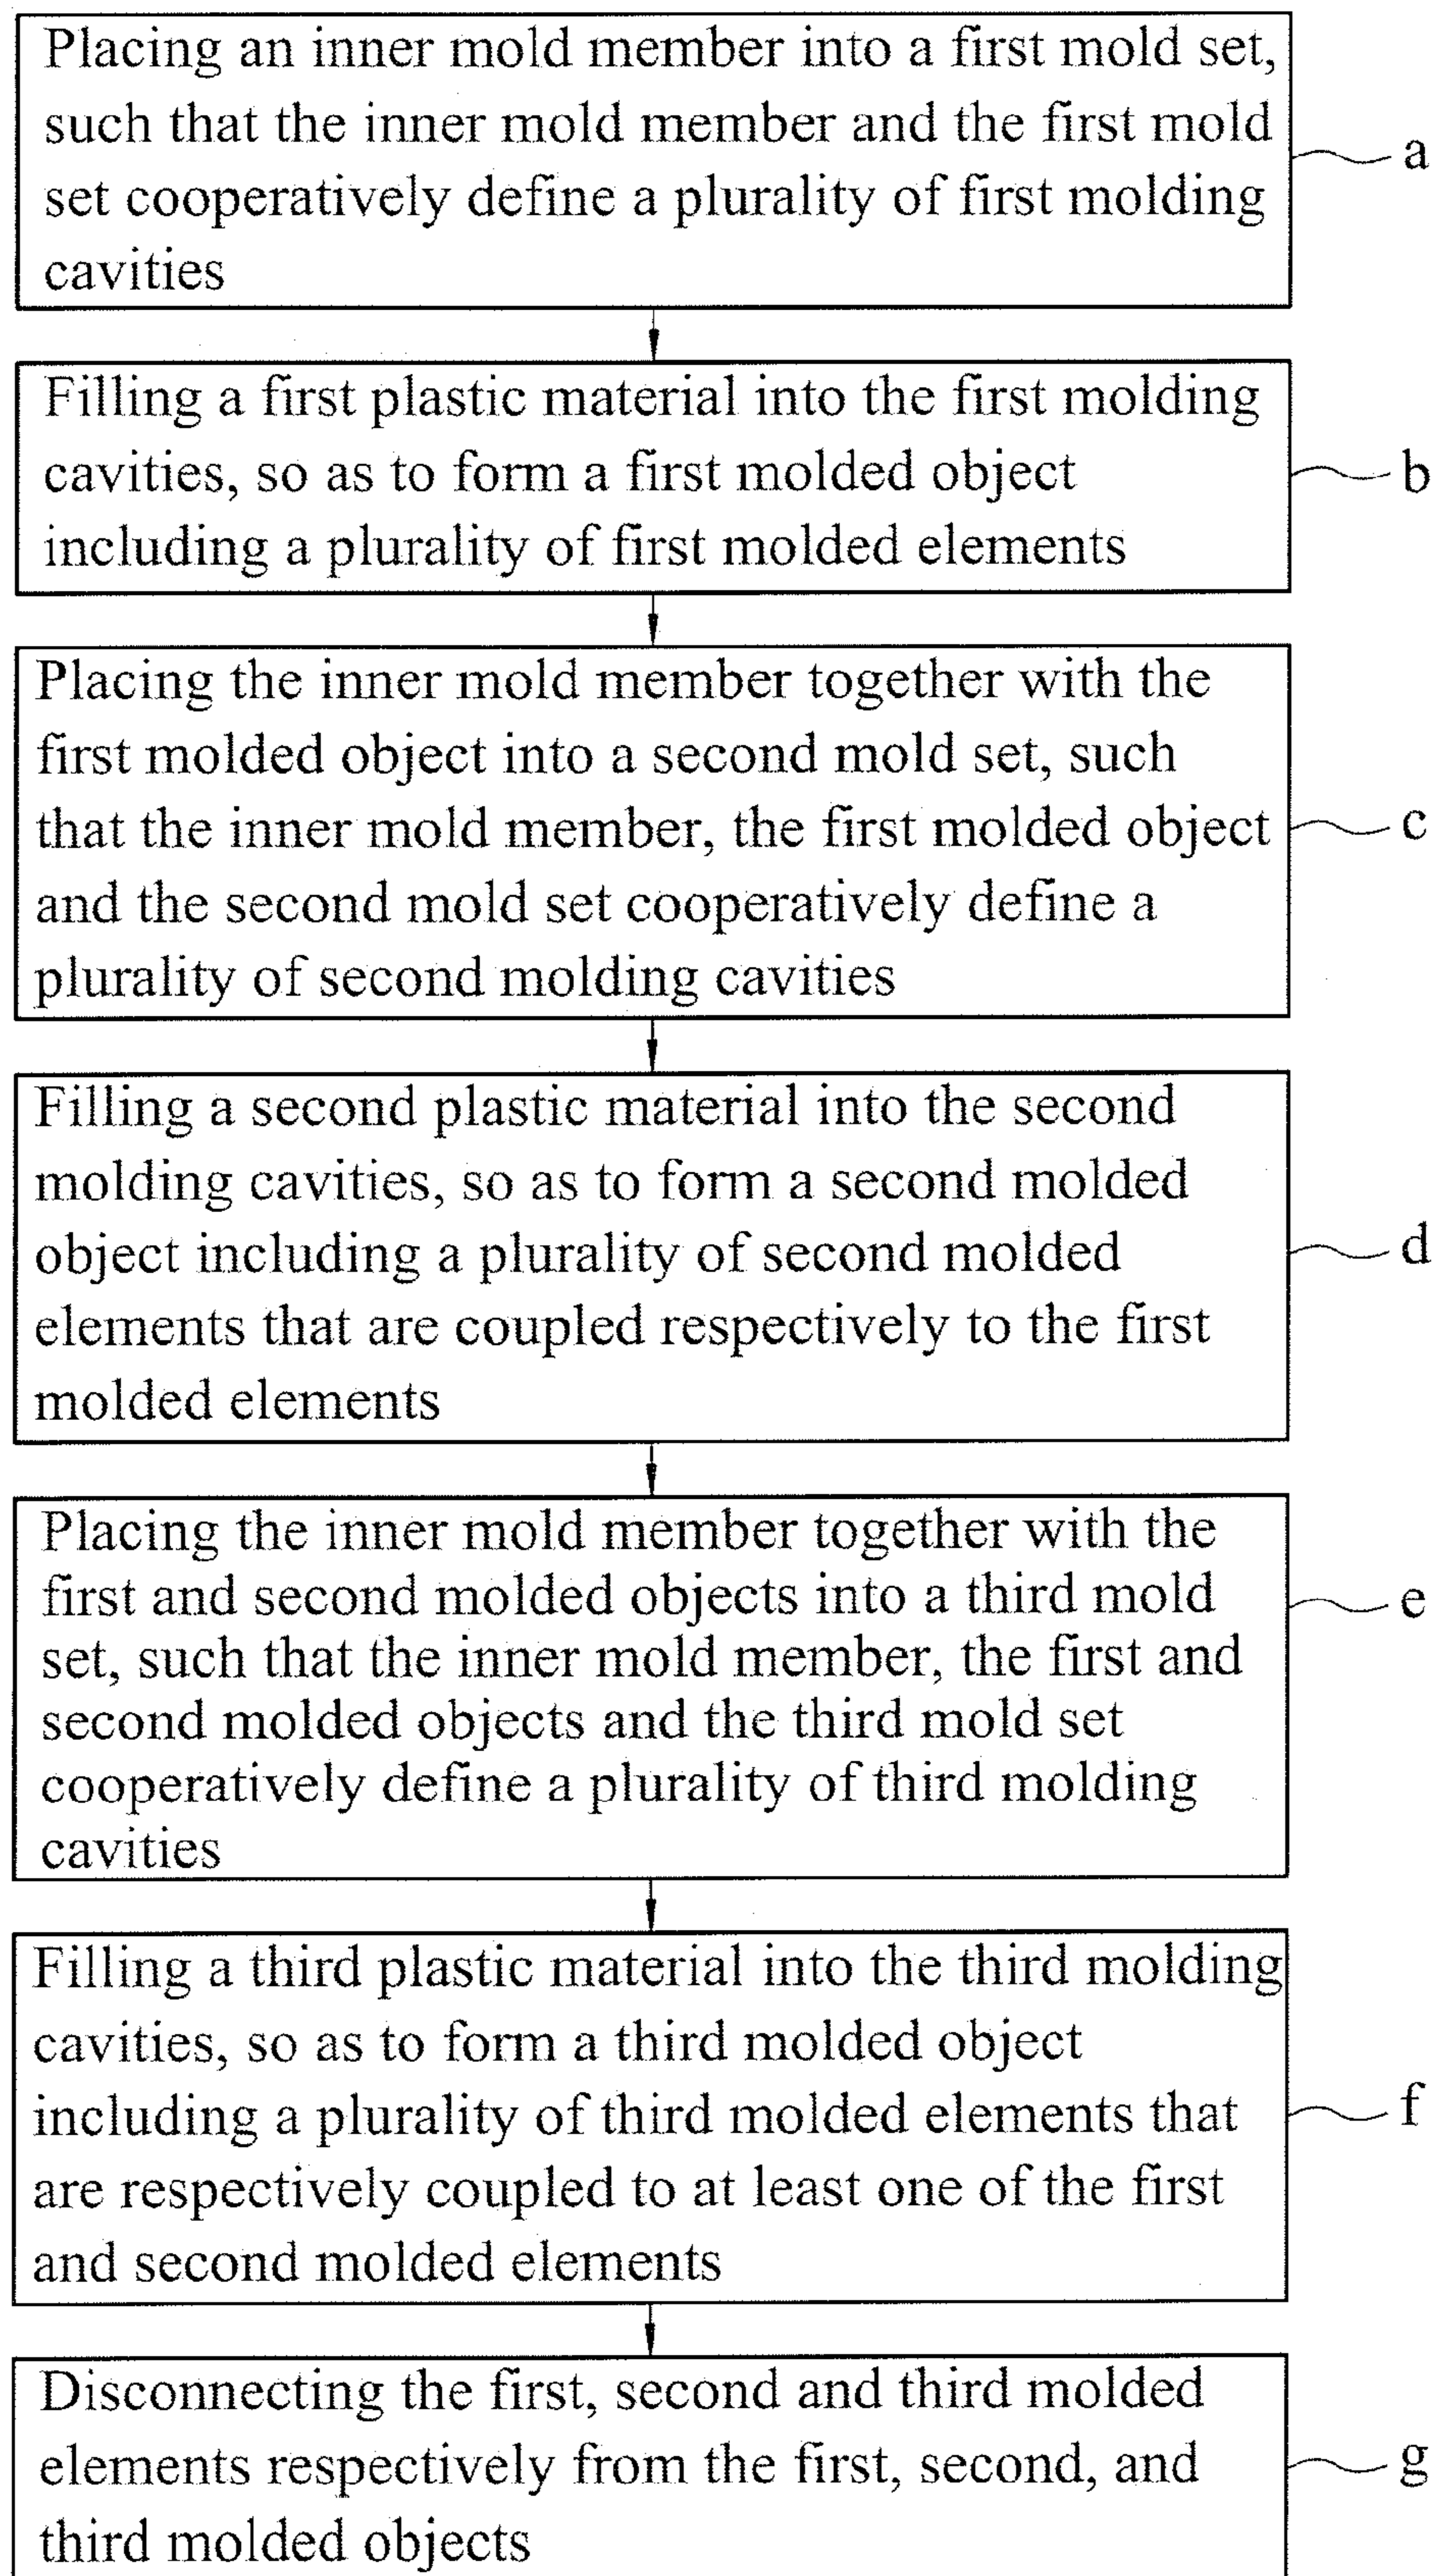 Placing an inner mold member into a first mold set,
such that the inner mold member and the first mold
set cooperatively define a plurality of first molding
cavities
a
Filling a first plastic material into the first molding
cavities, so as to form a first molded object
including a plurality of first molded elements
b
Placing the inner mold member together with the
first molded object into a second mold set, such
that the inner mold member, the first molded object
and the second mold set cooperatively define a
plurality of second molding cavities
c
Filling a second plastic material into the second
molding cavities, so as to form a second molded
object including a plurality of second molded
elements that are coupled respectively to the first
molded elements
d
Placing the inner mold member together with the
first and second molded objects into a third mold
set, such that the inner mold member, the first and
second molded objects and the third mold set
cooperatively define a plurality of third molding
cavities
e
Filling a third plastic material into the third molding
cavities, so as to form a third molded object
including a plurality of third molded elements that
are respectively coupled to at least one of the first
and second molded elements
f
Disconnecting the first, second and third molded
elements respectively from the first, second, and
third molded objects
g